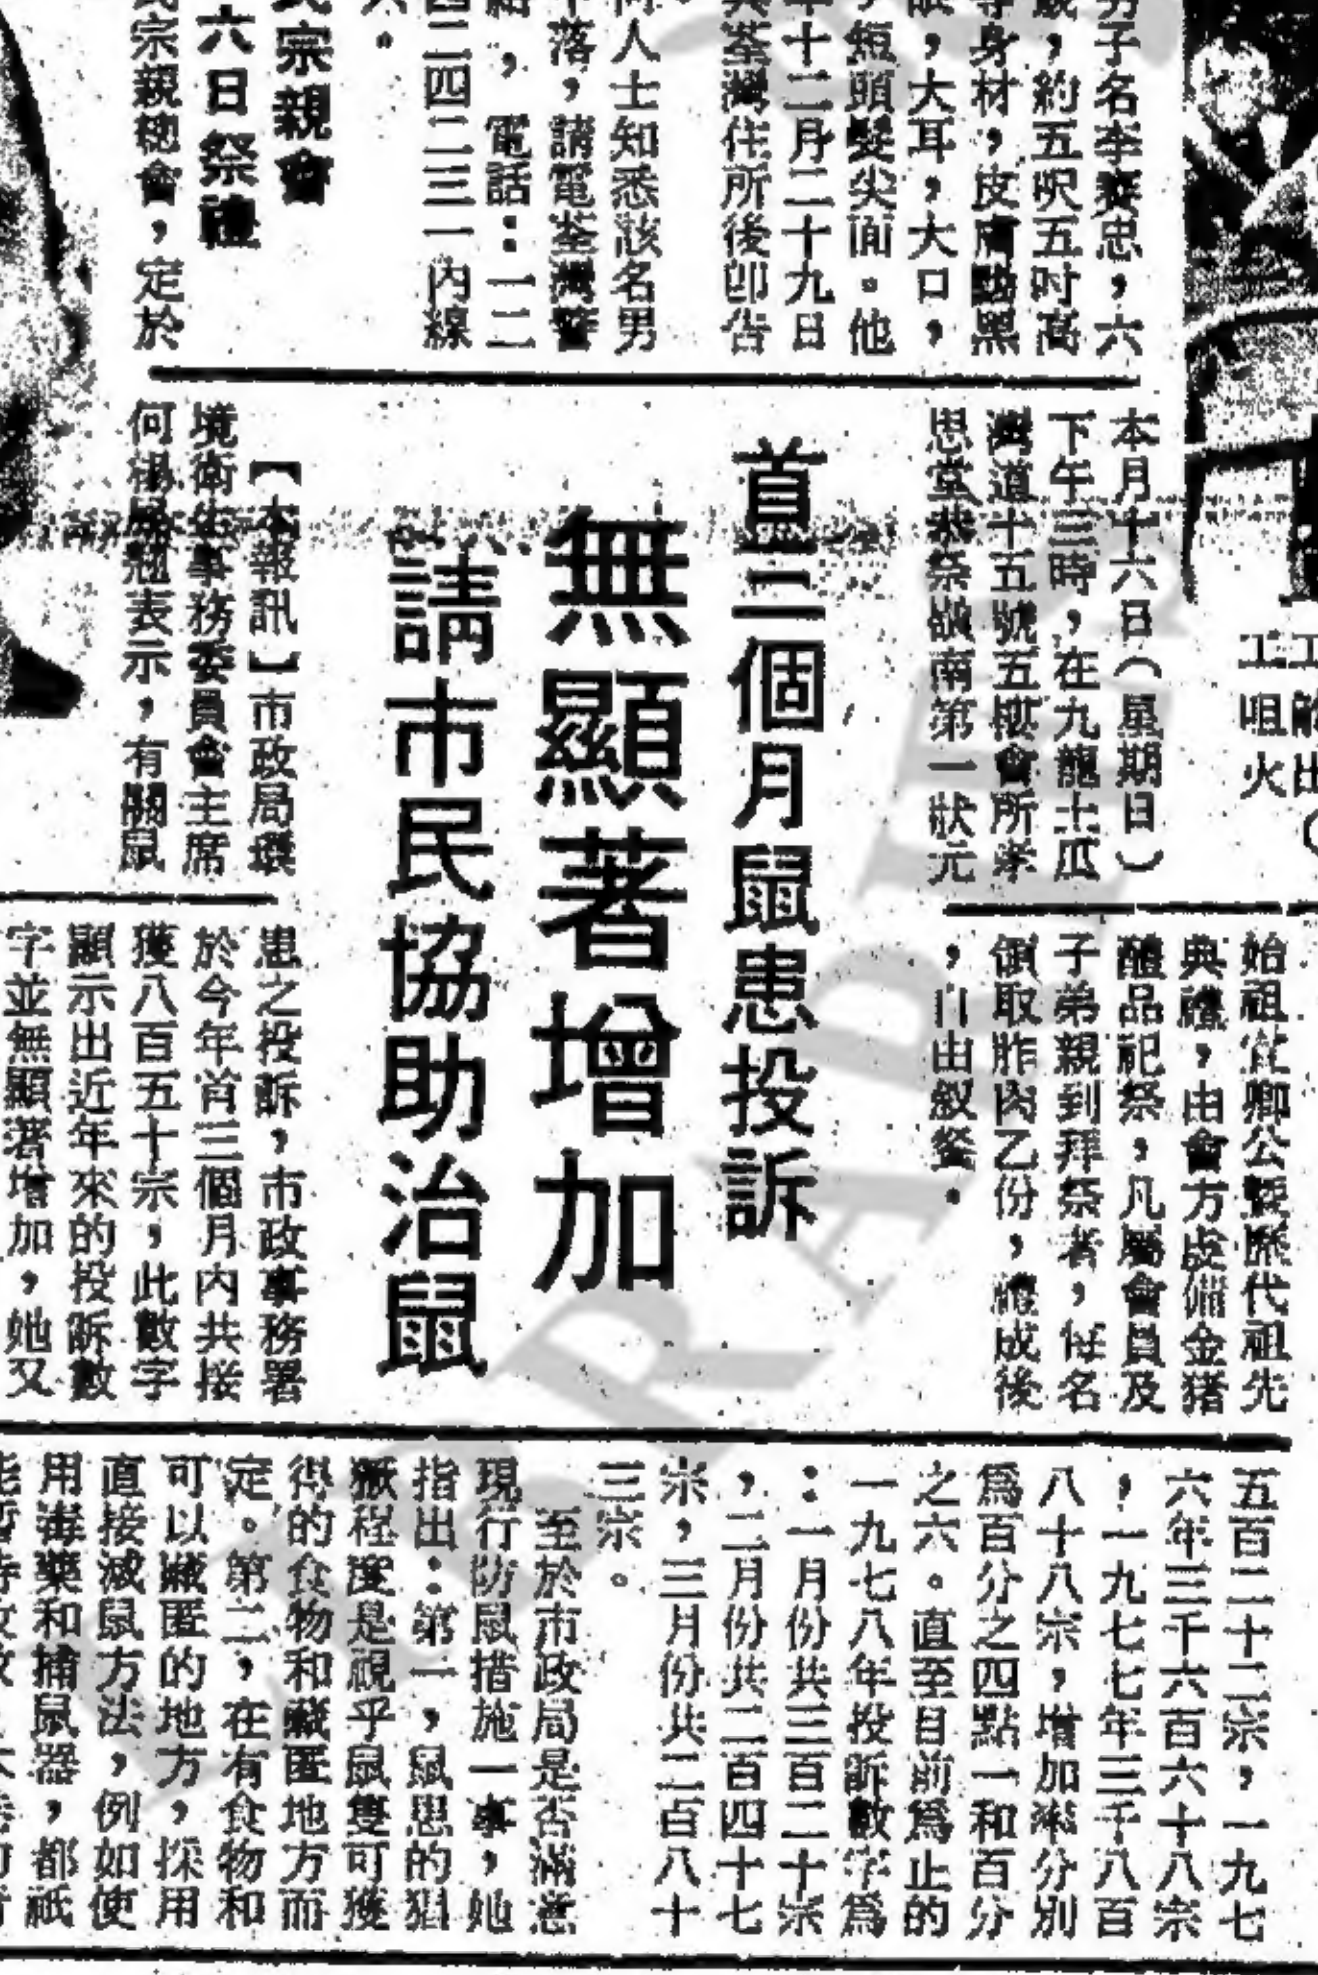 男子名李賽忠，六
歲，約五呎五吋高
等身材，皮膚黝黑
眼，大耳，大口，
，短頭髮尖面。他
年十二月二十九日
荃灣住所後即告
何人士知悉該名男
下落，請電荃灣警
，電話：一二
四二四二三一內線
宗親會
六日祭禮
宗親總會，定於
本月十六日（星期日）
下午三時，在九龍土瓜
灣道十五號五樓會所孝
思堂恭祭嶺南第一狀元
始祖宣卿公暨歷代祖先
典禮，由會方虔備金猪
醴品祀祭，凡屬會員及
子弟親到拜祭者，每名
領取胙肉乙份，禮成後
，自由叙餐。
首三個月鼠患投訴
無顯著增加
請市民協助治鼠
【本報訊】市政局環
境衛生事務委員會主席
何楊展翹表示，有關鼠
患之投訴，市政事務署
於今年首三個月內共接
獲八百五十宗，此數字
顯示出近年來的投訴數
字並無顯著增加，她又
五百二十二宗，一九七
六年三千六百六十八宗
，一九七七年三千八百
八十八宗，增加率分別
為百分之四點一和百分
之六。直至目前為止的
一九七八年投訴數字為
：一月份共三百二十宗
，二月份共二百四十七
宗，三月份共二百八十
三宗。
至於市政局是否滿意
現行防鼠措施一事，她
指出：第一，鼠患的猖
獗程度是視乎鼠隻可獲
得的食物和藏匿地方而
定。第二，在有食物和
可以藏匿的地方，採用
直接滅鼠方法，例如使
用毒藥和捕鼠器，都祇
工咀火